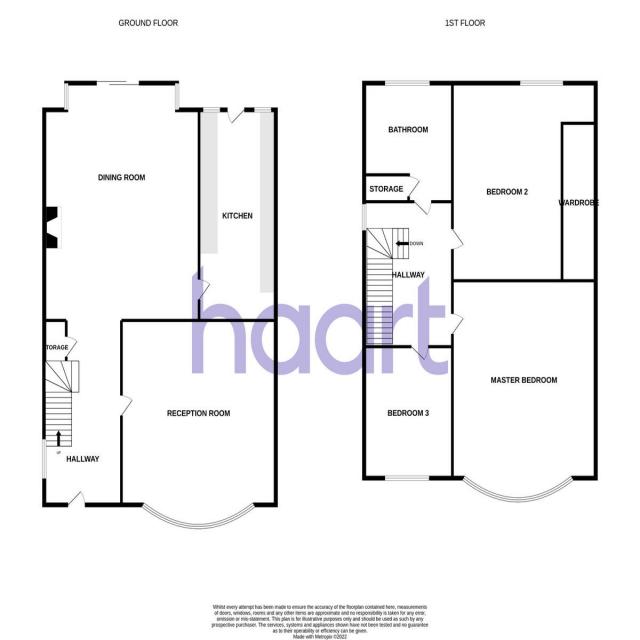 GROUND FLOOR
1ST FLOOR
DINING ROOM
KITCHEN
STORAGE
RECEPTION ROOM
UP
HALLWAY
BATHROOM
STORAGE
BEDROOM 2
WARDROBE
DOWN
HALLWAY
MASTER BEDROOM
BEDROOM 3
haart
Whilst every attempt has been made to ensure the accuracy of the floorplan contained here, measurements
of doors, windows, rooms and any other items are approximate and no responsibility is taken for any error,
omission or mis-statement. This plan is for illustrative purposes only and should be used as such by any
prospective purchaser. The services, systems and appliances shown have not been tested and no guarantee
as to their operability or efficiency can be given.
Made with Metropix ©2022